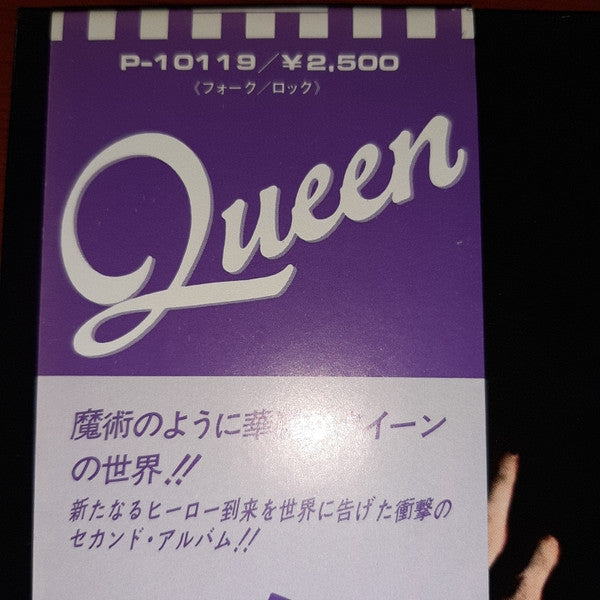 P-10119/¥2,500
《フォーク/ロック》
Queen
魔術のように華 イーン
の世界!!
新たなるヒーロー到来を世界に告げた衝撃の
セカンド・アルバム!!